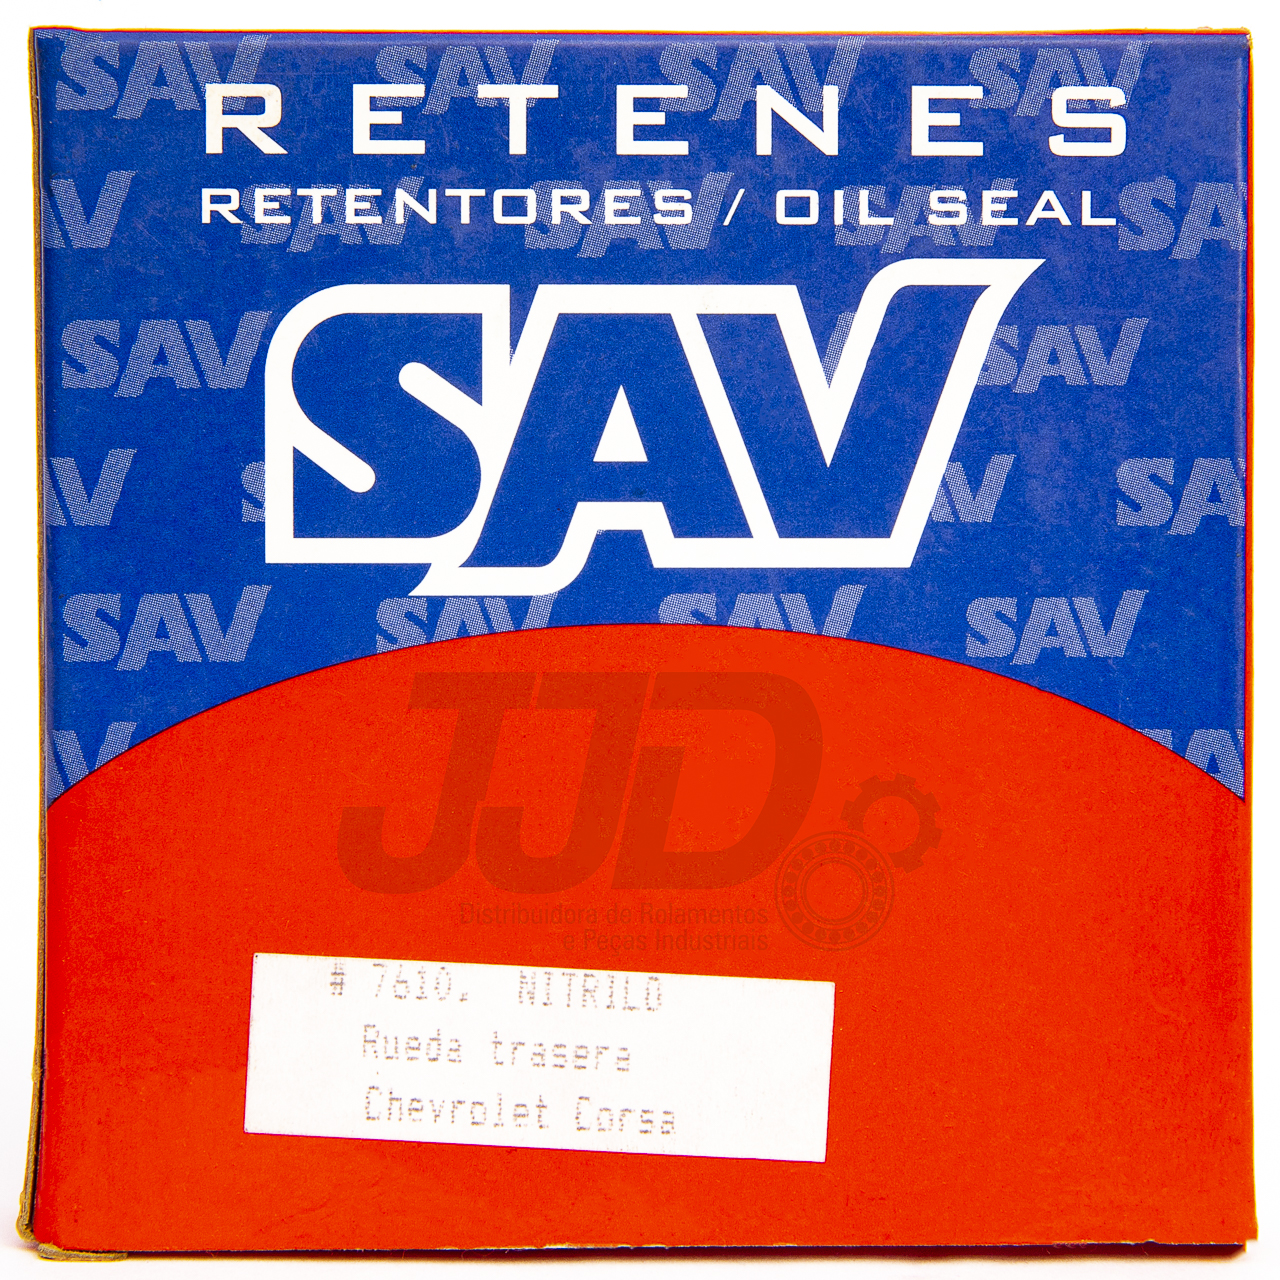 RETENES
RETENTORES / OIL SEAL
SAV
JJD
Distribuidora de Rolamentos
e Peças Industriais
# 7610. NITRILO
Rueda trasera
Chevrolet Corsa